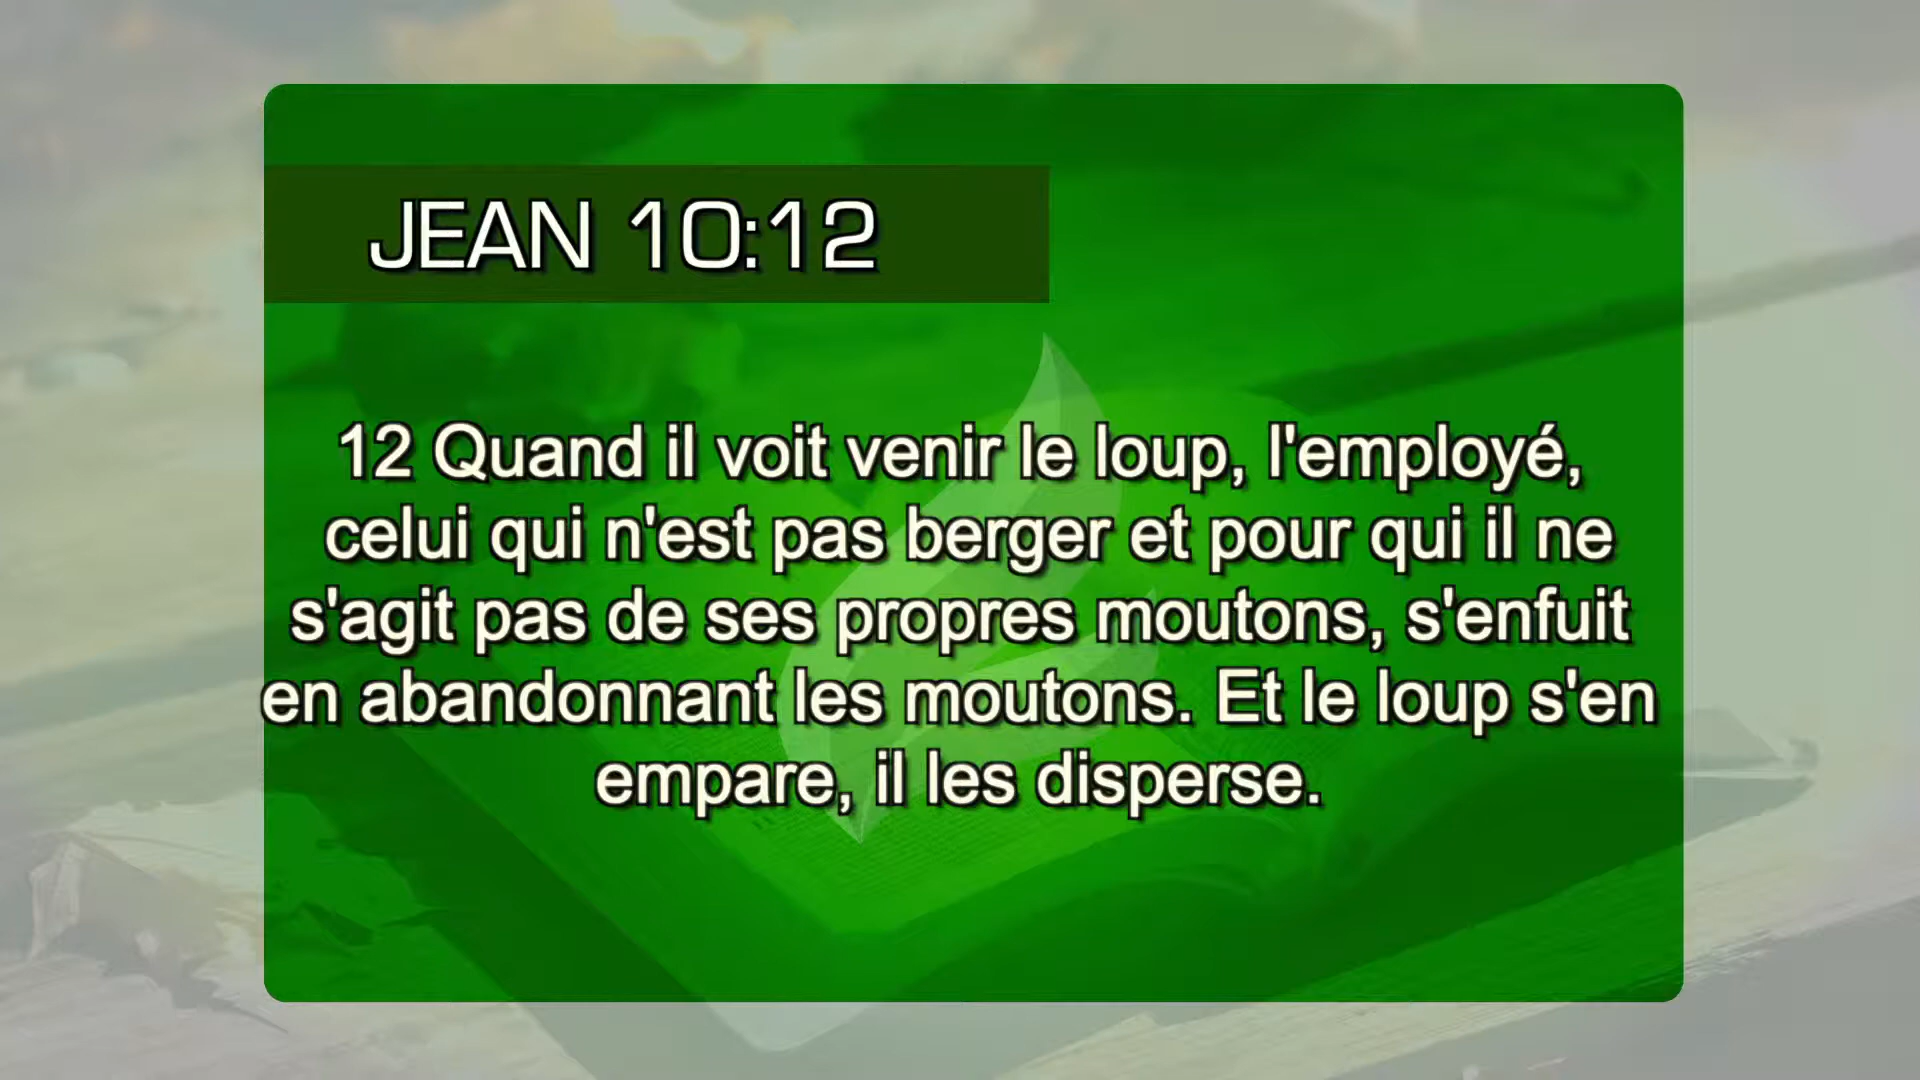 JEAN 10:12
12 Quand il voit venir le loup, l'employé,
celui qui n'est pas berger et pour qui il ne
s'agit pas de ses propres moutons, s'enfuit
en abandonnant les moutons. Et le loup s'en
empare, il les disperse.